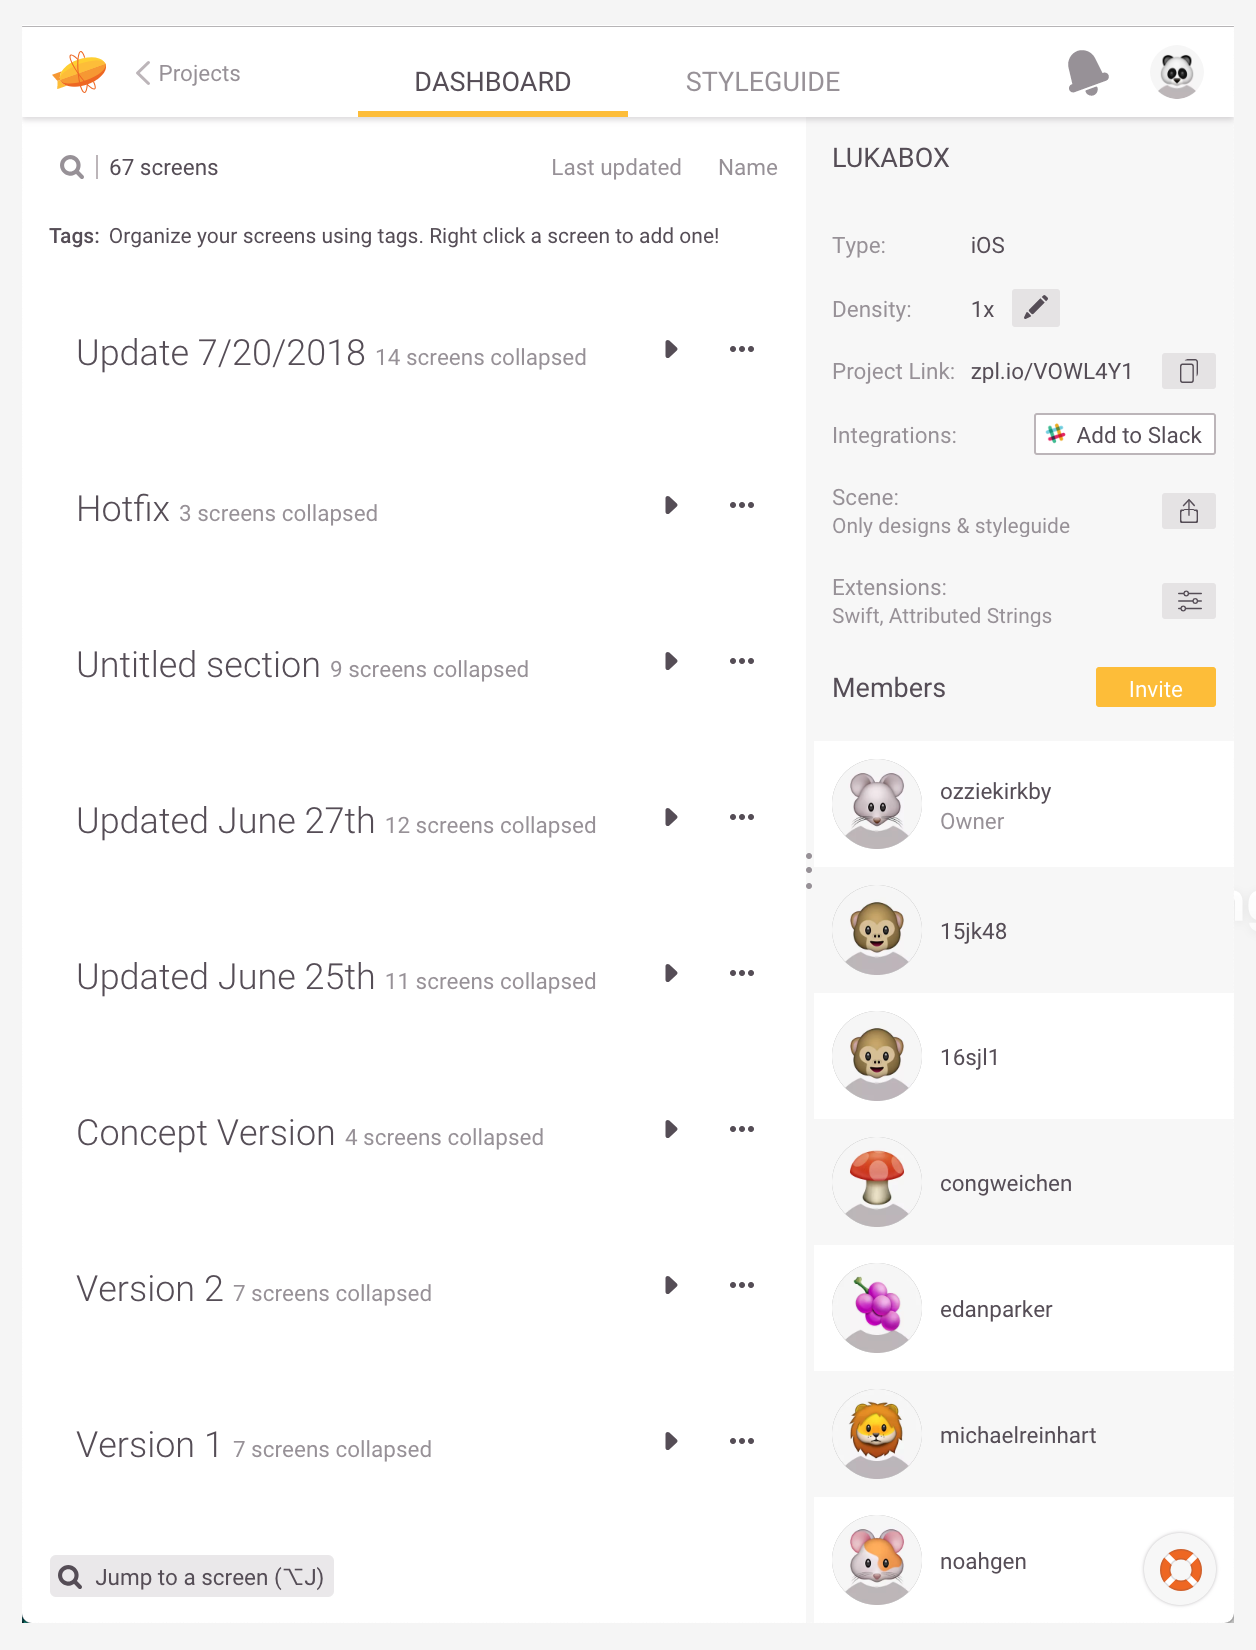 Projects
DASHBOARD
STYLEGUIDE
67 screens
Last updated
Name
Tags: Organize your screens using tags. Right click a screen to add one!
Update 7/20/2018 14 screens collapsed
Hotfix 3 screens collapsed
Untitled section 9 screens collapsed
Updated June 27th 12 screens collapsed
Updated June 25th 11 screens collapsed
Concept Version 4 screens collapsed
Version 2 7 screens collapsed
Version 1 7 screens collapsed
Jump to a screen (⌥J)
LUKABOX
Type: iOS
Density: 1x
Project Link: zpl.io/VOWL4Y1
Integrations: Add to Slack
Scene:
Only designs & styleguide
Extensions:
Swift, Attributed Strings
Members
Invite
ozziekirkby
Owner
15jk48
16sjl1
congweichen
edanparker
michaelreinhart
noahgen